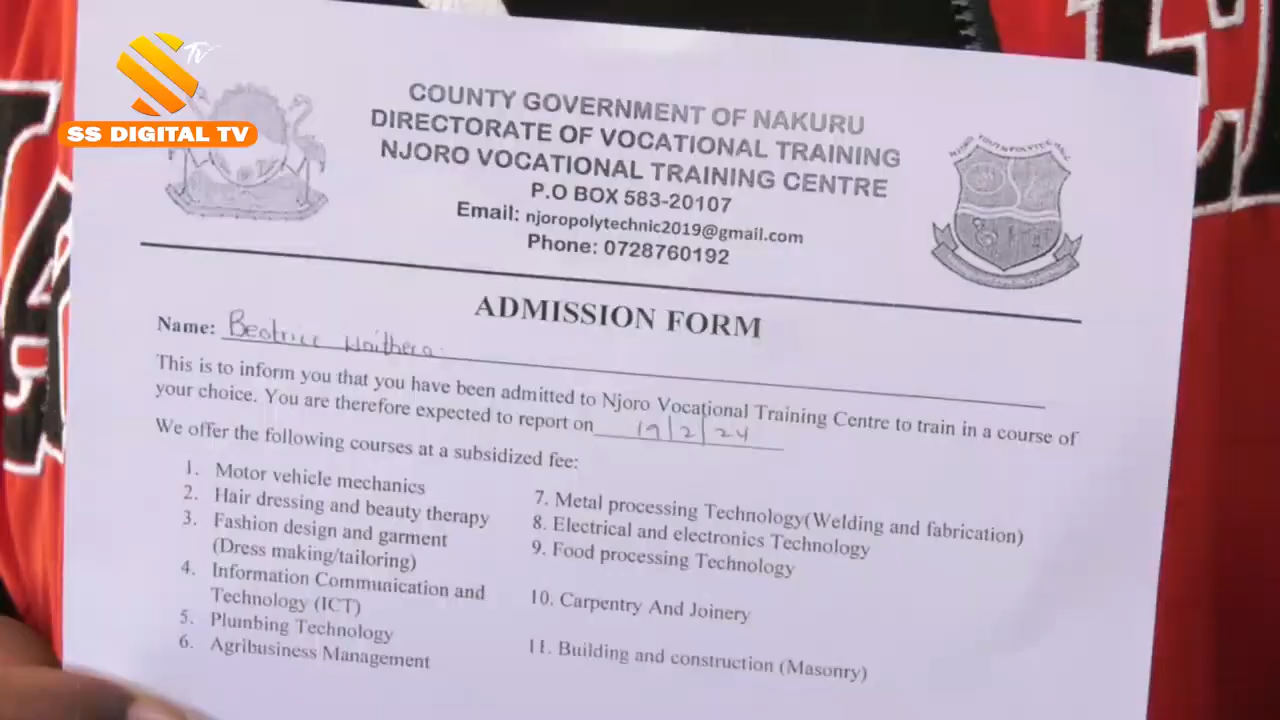 TV
SS DIGITAL TV
COUNTY GOVERNMENT OF NAKURU
DIRECTORATE OF VOCATIONAL TRAINING
NJORO VOCATIONAL TRAINING CENTRE
P.O BOX 583-20107
Email: njoropolytechnic2019@gmail.com
Phone: 0728760192
ADMISSION FORM
Name: Beatrice Waithera
This is to inform you that you have been admitted to Njoro Vocational Training Centre to train in a course of
your choice. You are therefore expected to report on 19/2/24
We offer the following courses at a subsidized fee:
1. Motor vehicle mechanics
2. Hair dressing and beauty therapy
3. Fashion design and garment
(Dress making/tailoring)
4. Information Communication and
Technology (ICT)
5. Plumbing Technology
6. Agribusiness Management
7. Metal processing Technology(Welding and fabrication)
8. Electrical and electronics Technology
9. Food processing Technology
10. Carpentry And Joinery
11. Building and construction (Masonry)